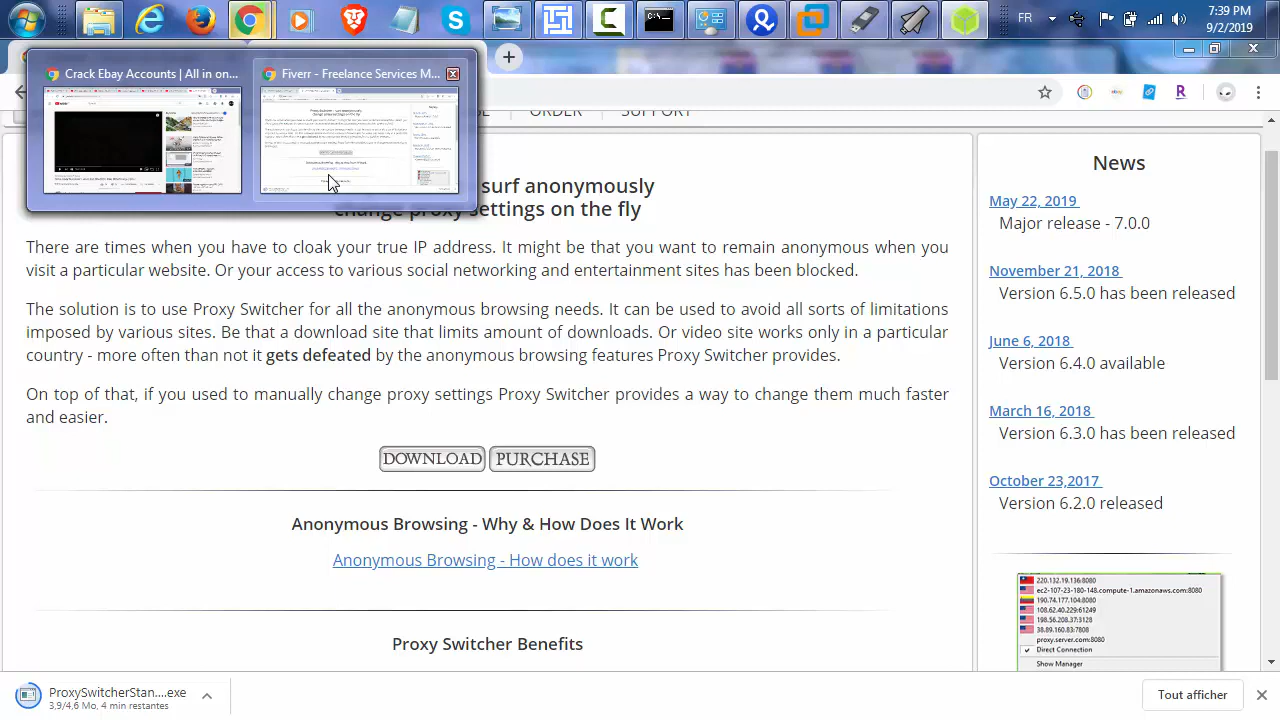 FR
7:39 PM
9/2/2019
Crack Ebay Accounts | All in on...
Fiverr - Freelance Services M...
ORDER
SUPPORT
surf anonymously
change proxy settings on the fly
There are times when you have to cloak your true IP address. It might be that you want to remain anonymous when you
visit a particular website. Or your access to various social networking and entertainment sites has been blocked.
The solution is to use Proxy Switcher for all the anonymous browsing needs. It can be used to avoid all sorts of limitations
imposed by various sites. Be that a download site that limits amount of downloads. Or video site works only in a particular
country - more often than not it gets defeated by the anonymous browsing features Proxy Switcher provides.
On top of that, if you used to manually change proxy settings Proxy Switcher provides a way to change them much faster
and easier.
DOWNLOAD PURCHASE
Anonymous Browsing - Why & How Does It Work
Anonymous Browsing - How does it work
Proxy Switcher Benefits
News
May 22, 2019
Major release - 7.0.0
November 21, 2018
Version 6.5.0 has been released
June 6, 2018
Version 6.4.0 available
March 16, 2018
Version 6.3.0 has been released
October 23,2017
Version 6.2.0 released
220.132.19.136:8080
ec2-107-23-180-148.compute-1.amazonaws.com:8080
190.74.177.104:8080
108.62.40.229:61249
198.56.208.37:3128
38.89.160.83:7808
proxy.server.com:8080
Direct Connection
Show Manager
ProxySwitcherStan....exe
3.9/4,6 Mo, 4 min restantes
Tout afficher